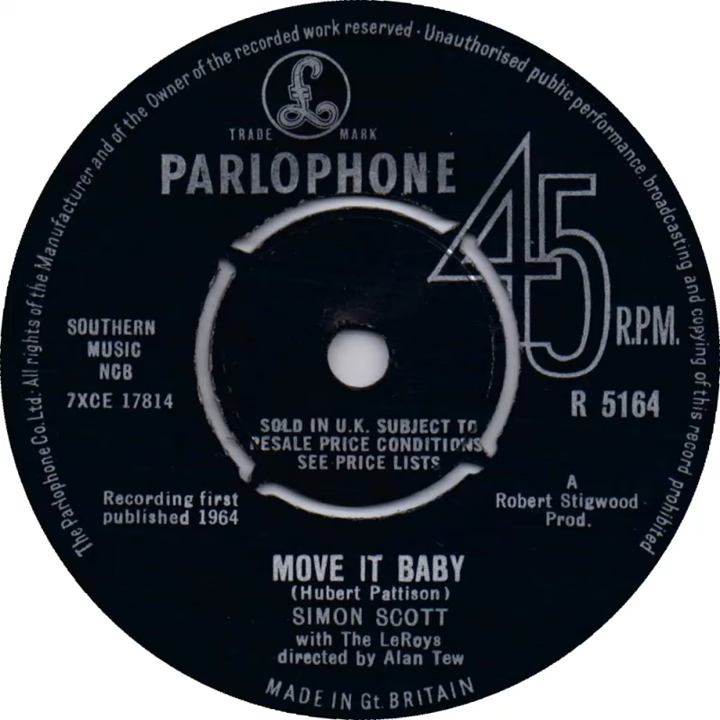 The Parlophone Co. Ltd. All rights of the Manufacturer and of the Owner of the recorded work reserved · Unauthorised public performance, broadcasting and copying of this record prohibited
£
TRADE MARK
PARLOPHONE
45
R.P.M.
SOUTHERN
MUSIC
NCB
7XCE 17814
R 5164
SOLD IN U.K. SUBJECT TO
RESALE PRICE CONDITIONS
SEE PRICE LISTS
Recording first
published 1964
A
Robert Stigwood
Prod.
MOVE IT BABY
(Hubert Pattison)
SIMON SCOTT
with The LeRoys
directed by Alan Tew
MADE IN Gt. BRITAIN